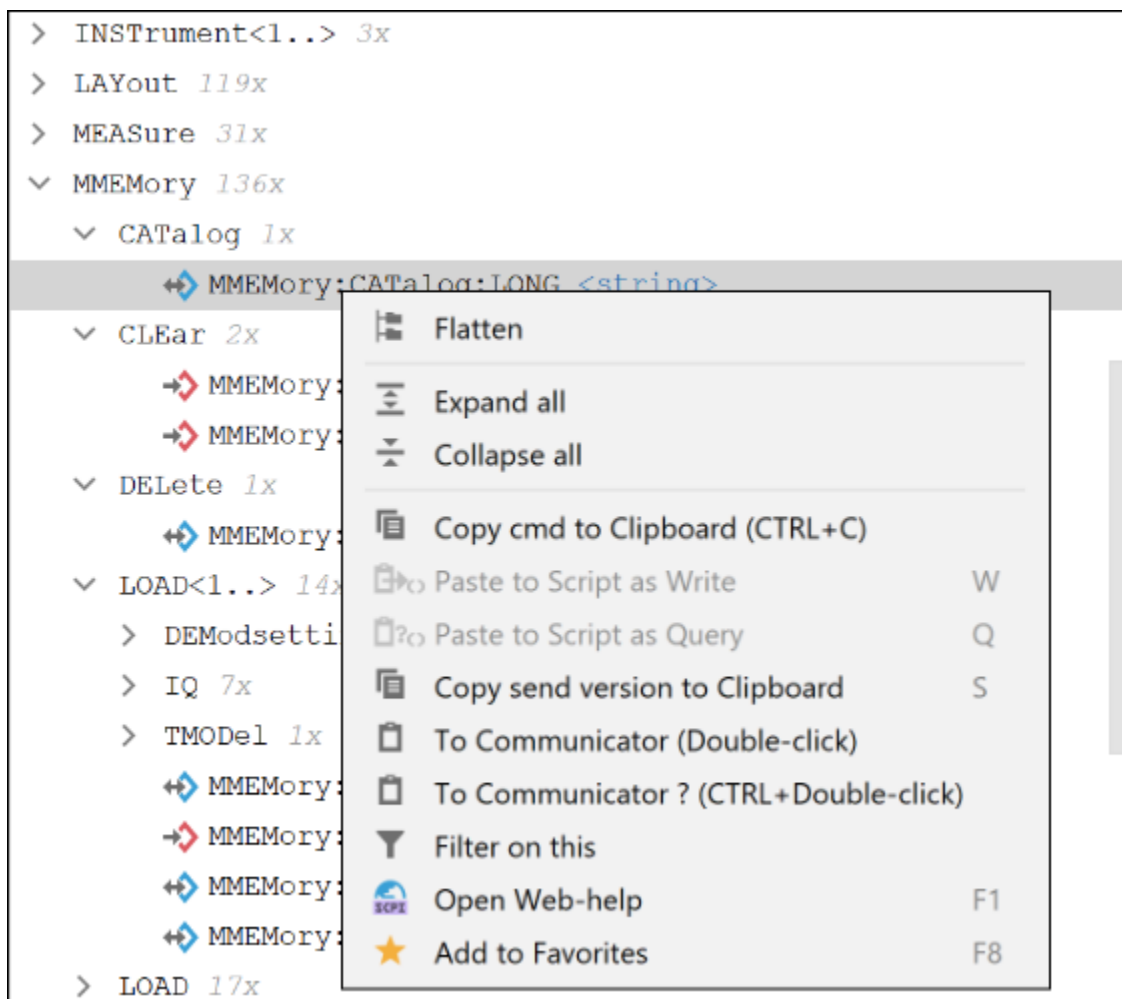 INSTrument<1..> 3x
LAYout 119x
MEASure 31x
MMEMory 136x
CATalog 1x
MMEMory:CATalog:LONG <string>
CLEar 2x
Flatten
MMEMory:
Expand all
MMEMory:
Collapse all
DELete 1x
MMEMory:
Copy cmd to Clipboard (CTRL+C)
LOAD<1..> 14x
Paste to Script as Write W
DEModsetti
Paste to Script as Query Q
IQ 7x
Copy send version to Clipboard S
TMODel 1x
To Communicator (Double-click)
MMEMory:
To Communicator ? (CTRL+Double-click)
MMEMory:
Filter on this
MMEMory:
SCPI Open Web-help F1
MMEMory:
Add to Favorites F8
LOAD 17x